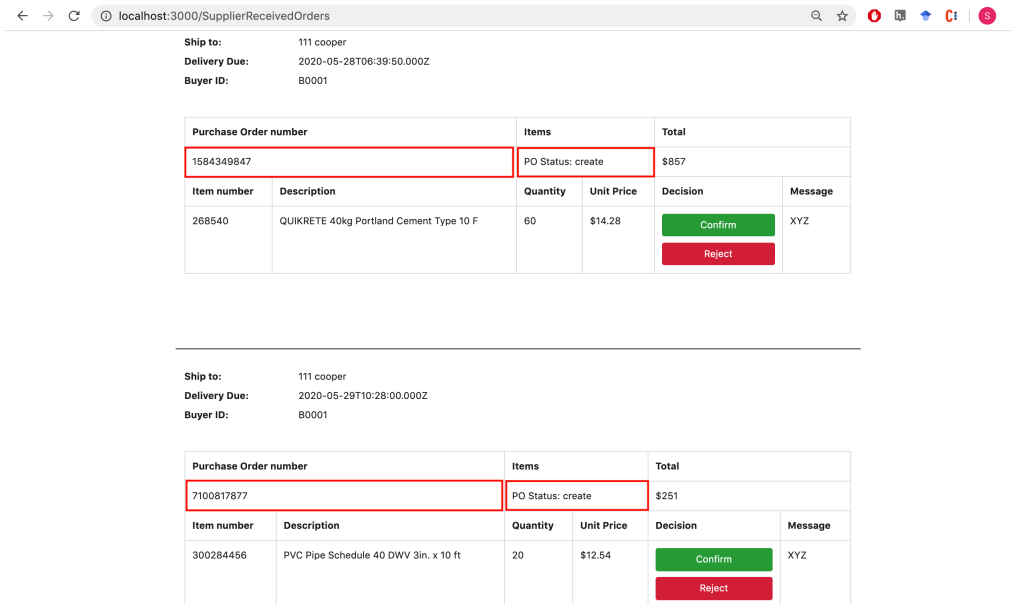 localhost:3000/SupplierReceivedOrders
S
Ship to: 111 cooper
Delivery Due: 2020-05-28T06:39:50.000Z
Buyer ID: B0001
Purchase Order number Items Total
1584349847 PO Status: create $857
Item number Description Quantity Unit Price Decision Message
268540 QUIKRETE 40kg Portland Cement Type 10 F 60 $14.28 Confirm XYZ
Reject
Ship to: 111 cooper
Delivery Due: 2020-05-29T10:28:00.000Z
Buyer ID: B0001
Purchase Order number Items Total
7100817877 PO Status: create $251
Item number Description Quantity Unit Price Decision Message
300284456 PVC Pipe Schedule 40 DWV 3in. x 10 ft 20 $12.54 Confirm XYZ
Reject